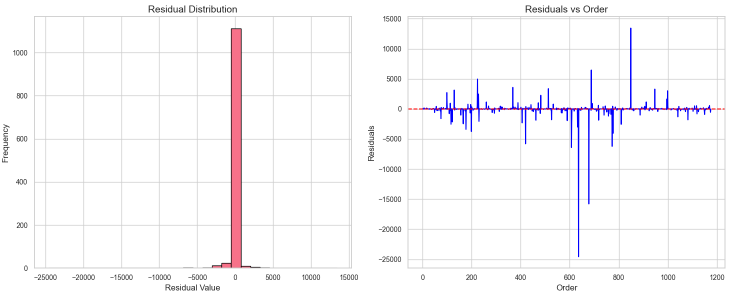 Residual Distribution
Frequency
1000
800
600
400
200
0
−25000 −20000 −15000 −10000 −5000 0 5000 10000 15000
Residual Value
Residuals vs Order
Residuals
15000
10000
5000
0
−5000
−10000
−15000
−20000
−25000
0 200 400 600 800 1000 1200
Order